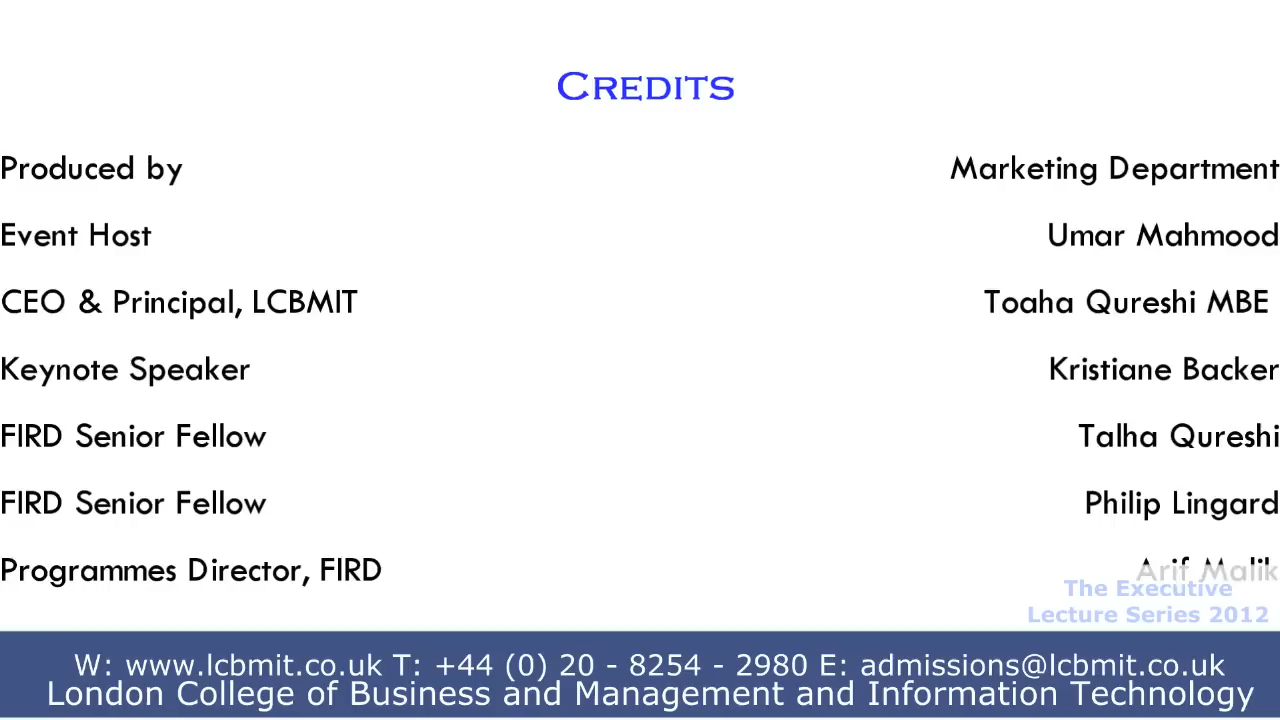 Credits
Produced by Marketing Department
Event Host Umar Mahmood
CEO & Principal, LCBMIT Toaha Qureshi MBE
Keynote Speaker Kristiane Backer
FIRD Senior Fellow Talha Qureshi
FIRD Senior Fellow Philip Lingard
Programmes Director, FIRD Arif Malik
The Executive
Lecture Series 2012
W: www.lcbmit.co.uk T: +44 (0) 20 - 8254 - 2980 E: admissions@lcbmit.co.uk
London College of Business and Management and Information Technology